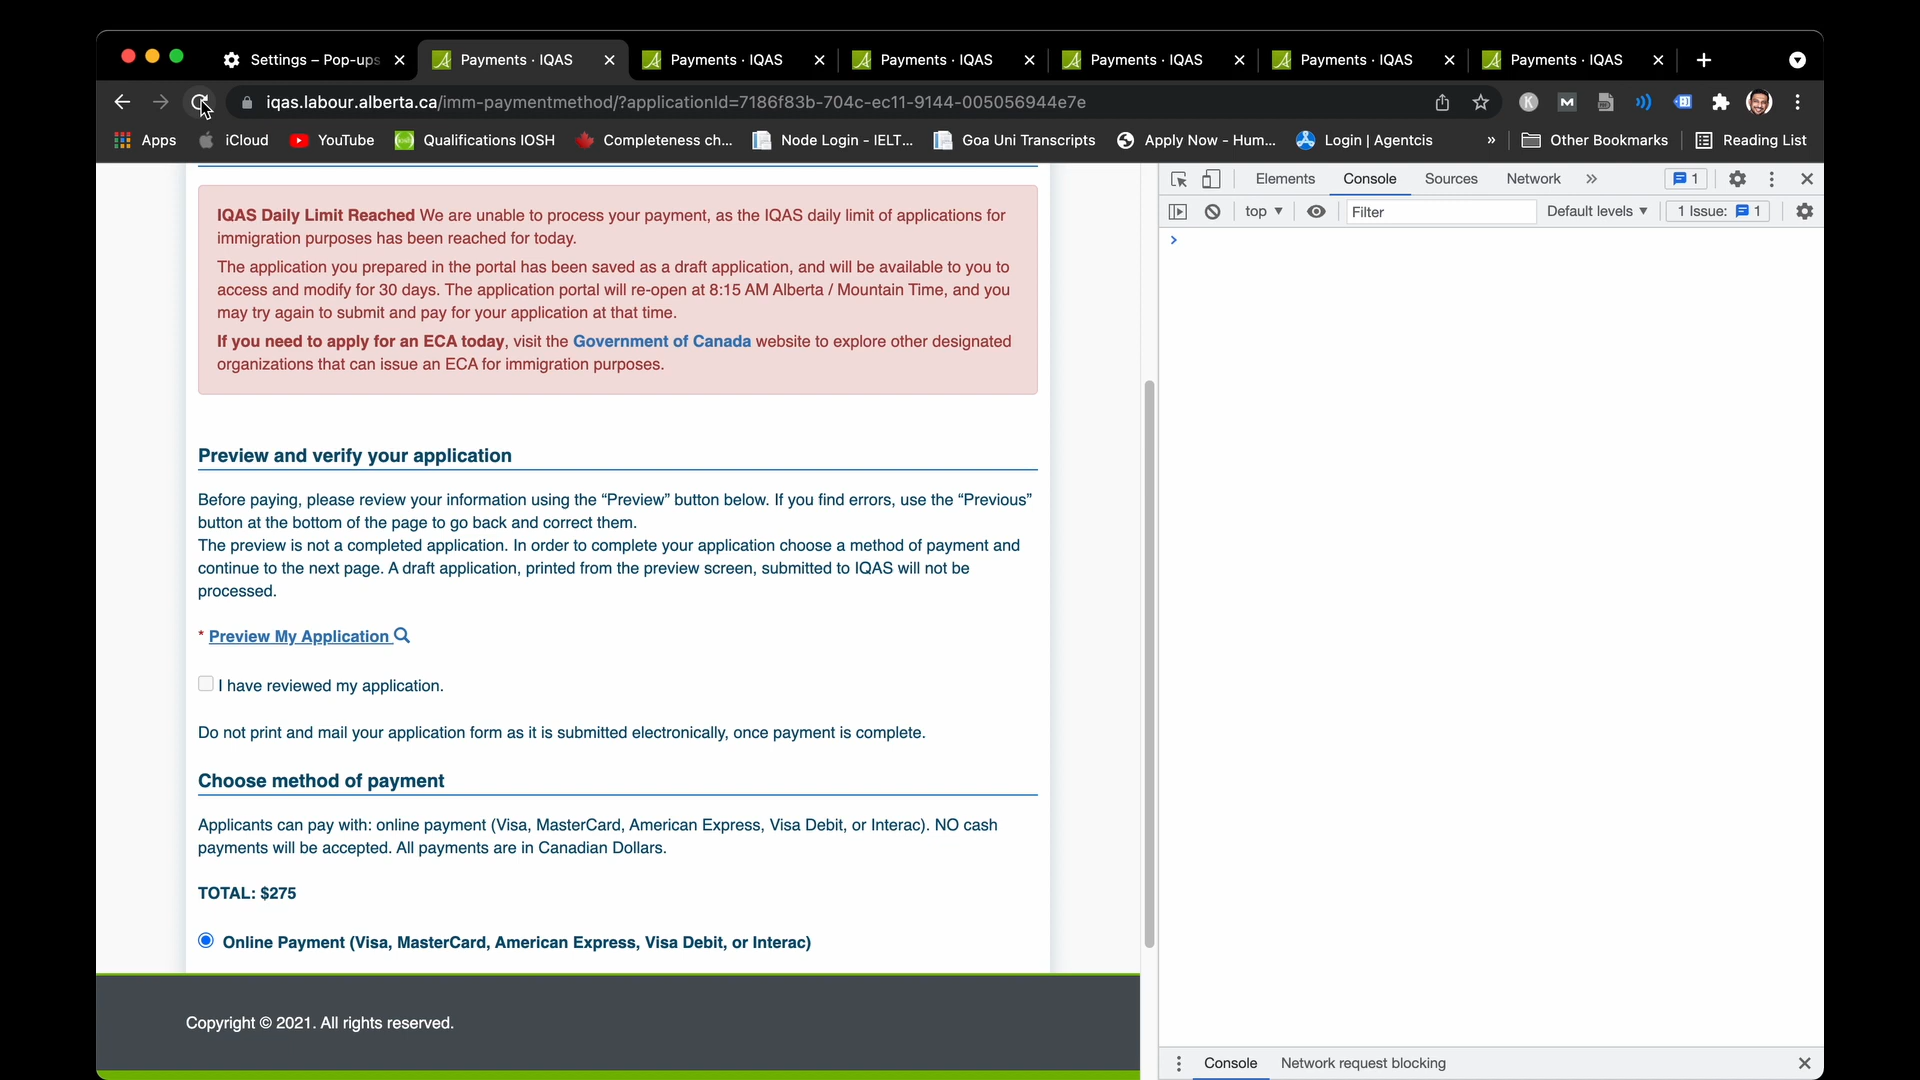 Settings – Pop-ups
Payments · IQAS
Payments · IQAS
Payments · IQAS
Payments · IQAS
Payments · IQAS
Payments · IQAS
iqas.labour.alberta.ca/imm-paymentmethod/?applicationId=7186f83b-704c-ec11-9144-005056944e7e
Apps
iCloud
YouTube
Qualifications IOSH
Completeness ch...
Node Login - IELT...
Goa Uni Transcripts
Apply Now - Hum...
Login | Agentcis
»
Other Bookmarks
Reading List
IQAS Daily Limit Reached We are unable to process your payment, as the IQAS daily limit of applications for
immigration purposes has been reached for today.
The application you prepared in the portal has been saved as a draft application, and will be available to you to
access and modify for 30 days. The application portal will re-open at 8:15 AM Alberta / Mountain Time, and you
may try again to submit and pay for your application at that time.
If you need to apply for an ECA today, visit the Government of Canada website to explore other designated
organizations that can issue an ECA for immigration purposes.
Preview and verify your application
Before paying, please review your information using the “Preview” button below. If you find errors, use the “Previous”
button at the bottom of the page to go back and correct them.
The preview is not a completed application. In order to complete your application choose a method of payment and
continue to the next page. A draft application, printed from the preview screen, submitted to IQAS will not be
processed.
* Preview My Application
I have reviewed my application.
Do not print and mail your application form as it is submitted electronically, once payment is complete.
Choose method of payment
Applicants can pay with: online payment (Visa, MasterCard, American Express, Visa Debit, or Interac). NO cash
payments will be accepted. All payments are in Canadian Dollars.
TOTAL: $275
Online Payment (Visa, MasterCard, American Express, Visa Debit, or Interac)
Copyright © 2021. All rights reserved.
Elements
Console
Sources
Network
»
1
top
Filter
Default levels
1 Issue: 1
Console
Network request blocking